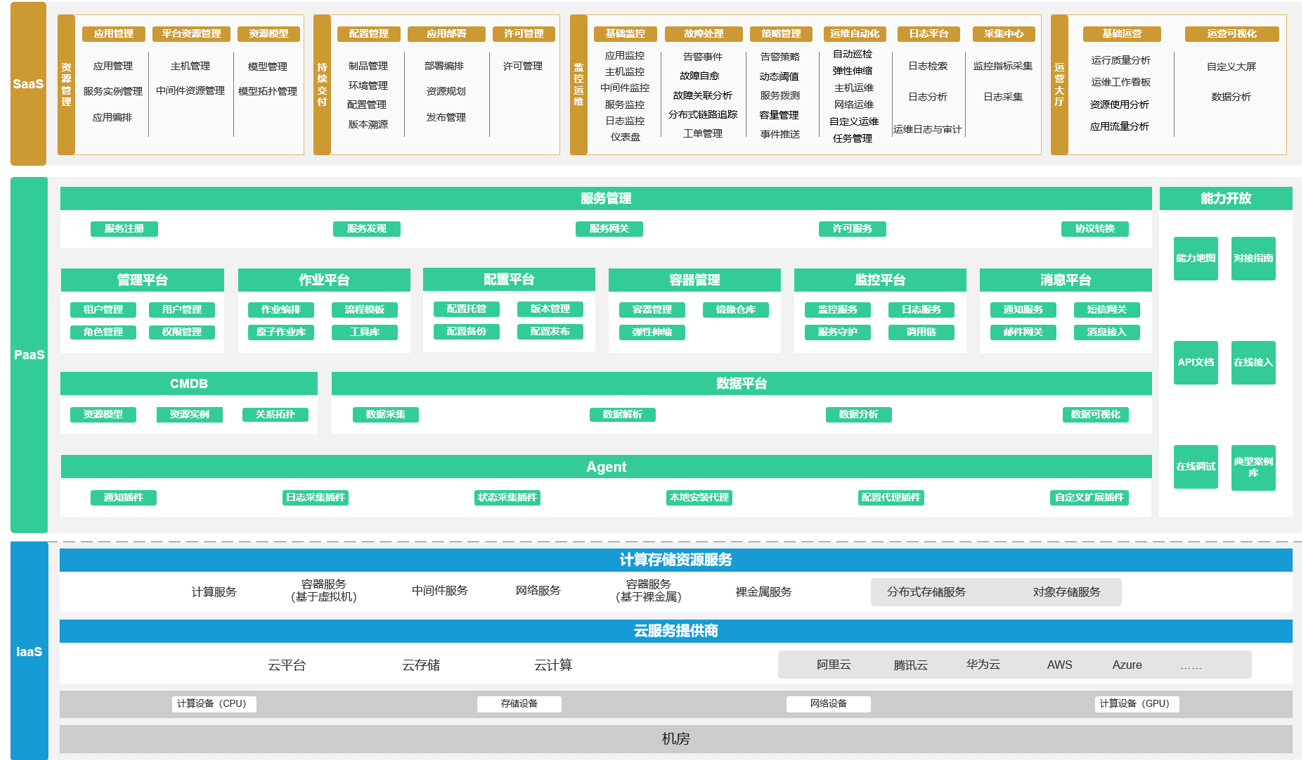 SaaS
资源管理
应用管理
应用管理
服务实例管理
应用编排
平台资源管理
主机管理
中间件资源管理
资源模型
模型管理
模型拓扑管理
持续交付
配置管理
制品管理
环境管理
配置管理
版本溯源
应用部署
部署编排
资源规划
发布管理
许可管理
许可管理
监控运维
基础监控
应用监控
主机监控
中间件监控
服务监控
日志监控
仪表盘
故障处理
告警事件
故障自愈
故障关联分析
分布式链路追踪
工单管理
策略管理
告警策略
动态阈值
服务拨测
容量管理
事件推送
运维自动化
自动巡检
弹性伸缩
主机运维
网络运维
自定义运维
任务管理
日志平台
日志检索
日志分析
运维日志与审计
采集中心
监控指标采集
日志采集
运营大厅
基础运营
运行质量分析
运维工作看板
资源使用分析
应用流量分析
运营可视化
自定义大屏
数据分析
PaaS
服务管理
服务注册
服务发现
服务网关
许可服务
协议转换
管理平台
租户管理
用户管理
角色管理
权限管理
作业平台
作业编排
流程模板
原子作业库
工具库
配置平台
配置托管
版本管理
配置备份
配置发布
容器管理
容器管理
镜像仓库
弹性伸缩
监控平台
监控服务
日志服务
服务守护
调用链
消息平台
通知服务
短信网关
邮件网关
消息接入
CMDB
资源模型
资源实例
关系拓扑
数据平台
数据采集
数据解析
数据分析
数据可视化
Agent
通知插件
日志采集插件
状态采集插件
本地安装代理
配置代理插件
自定义扩展插件
能力开放
能力地图
对接指南
API文档
在线接入
在线调试
典型案例
库
IaaS
计算存储资源服务
计算服务
容器服务
(基于虚拟机)
中间件服务
网络服务
容器服务
(基于裸金属)
裸金属服务
分布式存储服务
对象存储服务
云服务提供商
云平台
云存储
云计算
阿里云
腾讯云
华为云
AWS
Azure
……
计算设备（CPU）
存储设备
网络设备
计算设备（GPU）
机房